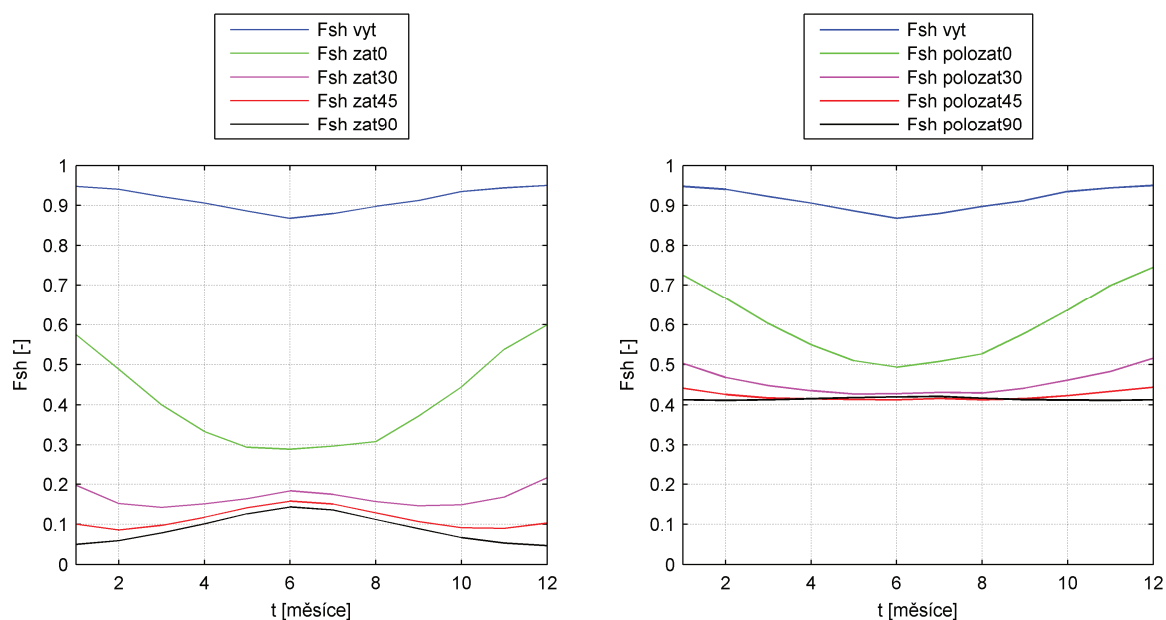 Fsh vyt
Fsh zat0
Fsh zat30
Fsh zat45
Fsh zat90
1
0.9
0.8
0.7
0.6
0.5
0.4
0.3
0.2
0.1
0
Fsh [-]
2 4 6 8 10 12
t [měsíce]
Fsh vyt
Fsh polozat0
Fsh polozat30
Fsh polozat45
Fsh polozat90
1
0.9
0.8
0.7
0.6
0.5
0.4
0.3
0.2
0.1
0
Fsh [-]
2 4 6 8 10 12
t [měsíce]